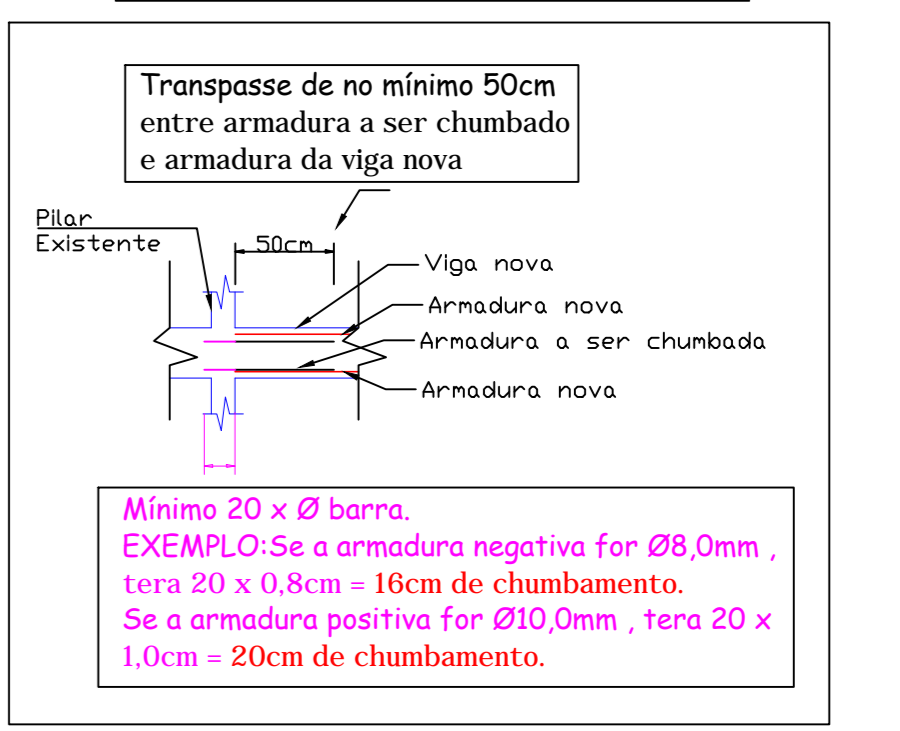 Transpasse de no mínimo 50cm
entre armadura a ser chumbado
e armadura da viga nova
Pilar
Existente
50cm
Viga nova
Armadura nova
Armadura a ser chumbada
Armadura nova
Mínimo 20 x Ø barra.
EXEMPLO:Se a armadura negativa for Ø8,0mm ,
tera 20 x 0,8cm = 16cm de chumbamento.
Se a armadura positiva for Ø10,0mm , tera 20 x
1,0cm = 20cm de chumbamento.